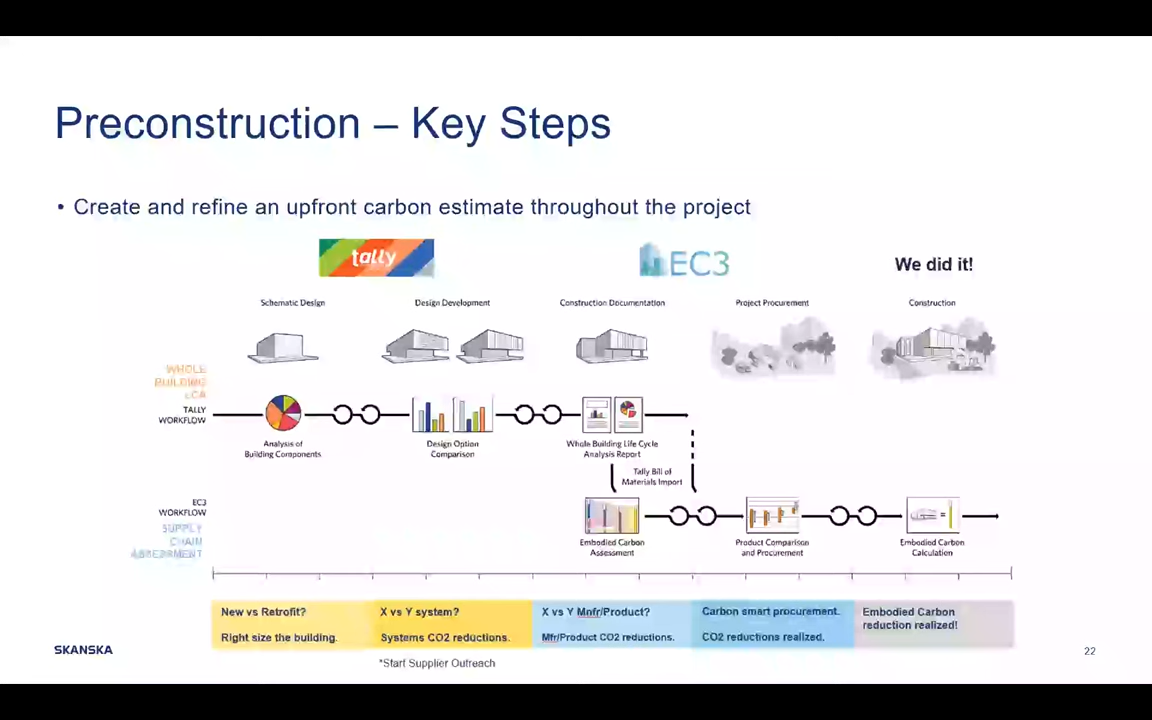 Preconstruction – Key Steps
• Create and refine an upfront carbon estimate throughout the project
tally
EC3
We did it!
Schematic Design
Design Development
Construction Documentation
Project Procurement
Construction
WHOLE
BUILDING
LCA
TALLY
WORKFLOW
Analysis of
Building Components
Design Option
Comparison
Whole Building Life Cycle
Analysis Report
Tally Bill of
Materials Import
EC3
WORKFLOW
SUPPLY
CHAIN
ASSESSMENT
Embodied Carbon
Assessment
Product Comparison
and Procurement
=
Embodied Carbon
Calculation
New vs Retrofit?
Right size the building.
X vs Y system?
Systems CO2 reductions.
X vs Y Mnfr/Product?
Mfr/Product CO2 reductions.
Carbon smart procurement.
CO2 reductions realized.
Embodied Carbon
reduction realized!
*Start Supplier Outreach
SKANSKA
22